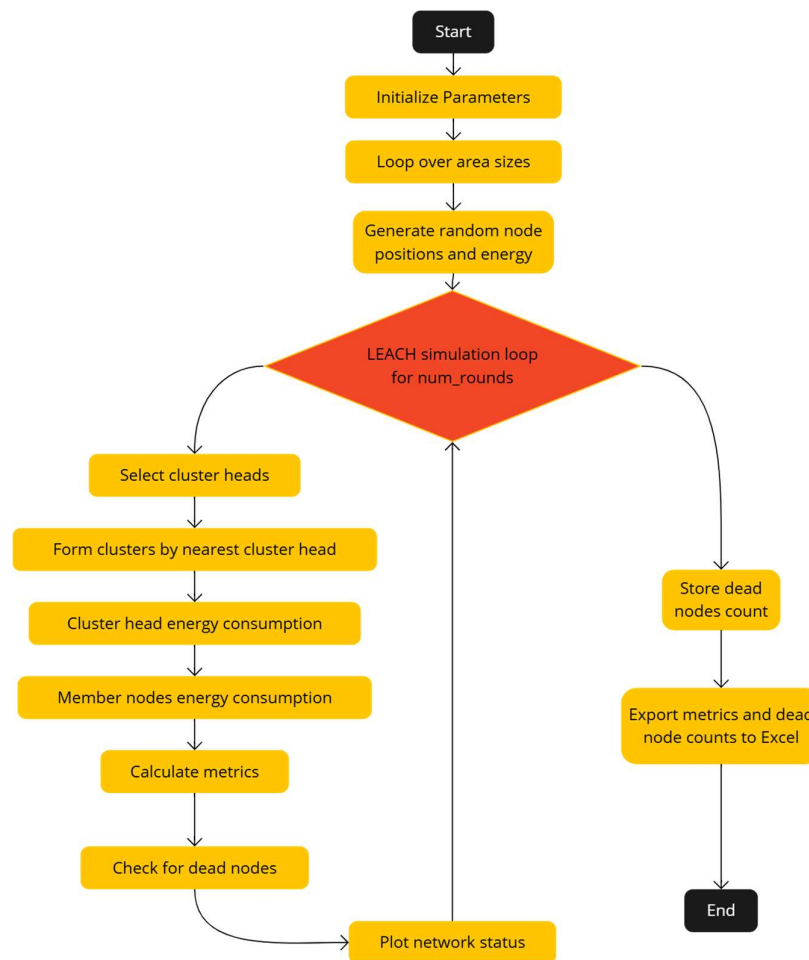 Start
Initialize Parameters
Loop over area sizes
Generate random node
positions and energy
LEACH simulation loop
for num_rounds
Select cluster heads
Form clusters by nearest cluster head
Cluster head energy consumption
Member nodes energy consumption
Calculate metrics
Check for dead nodes
Plot network status
Store dead
nodes count
Export metrics and dead
node counts to Excel
End